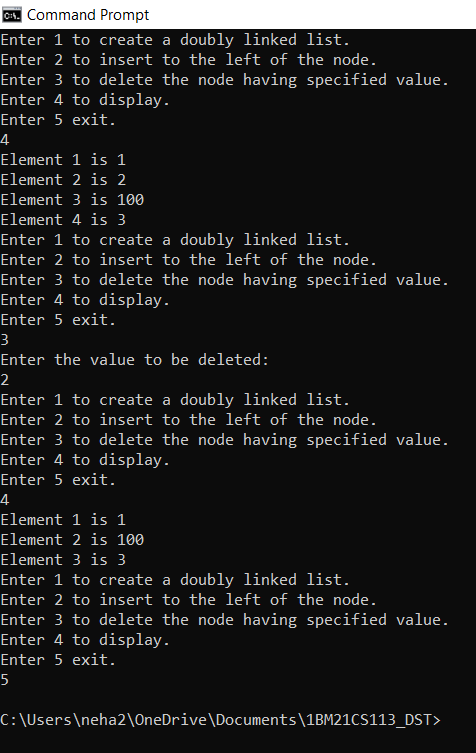 Command Prompt
Enter 1 to create a doubly linked list.
Enter 2 to insert to the left of the node.
Enter 3 to delete the node having specified value.
Enter 4 to display.
Enter 5 exit.
4
Element 1 is 1
Element 2 is 2
Element 3 is 100
Element 4 is 3
Enter 1 to create a doubly linked list.
Enter 2 to insert to the left of the node.
Enter 3 to delete the node having specified value.
Enter 4 to display.
Enter 5 exit.
3
Enter the value to be deleted:
2
Enter 1 to create a doubly linked list.
Enter 2 to insert to the left of the node.
Enter 3 to delete the node having specified value.
Enter 4 to display.
Enter 5 exit.
4
Element 1 is 1
Element 2 is 100
Element 3 is 3
Enter 1 to create a doubly linked list.
Enter 2 to insert to the left of the node.
Enter 3 to delete the node having specified value.
Enter 4 to display.
Enter 5 exit.
5
C:\Users\neha2\OneDrive\Documents\1BM21CS113_DST>